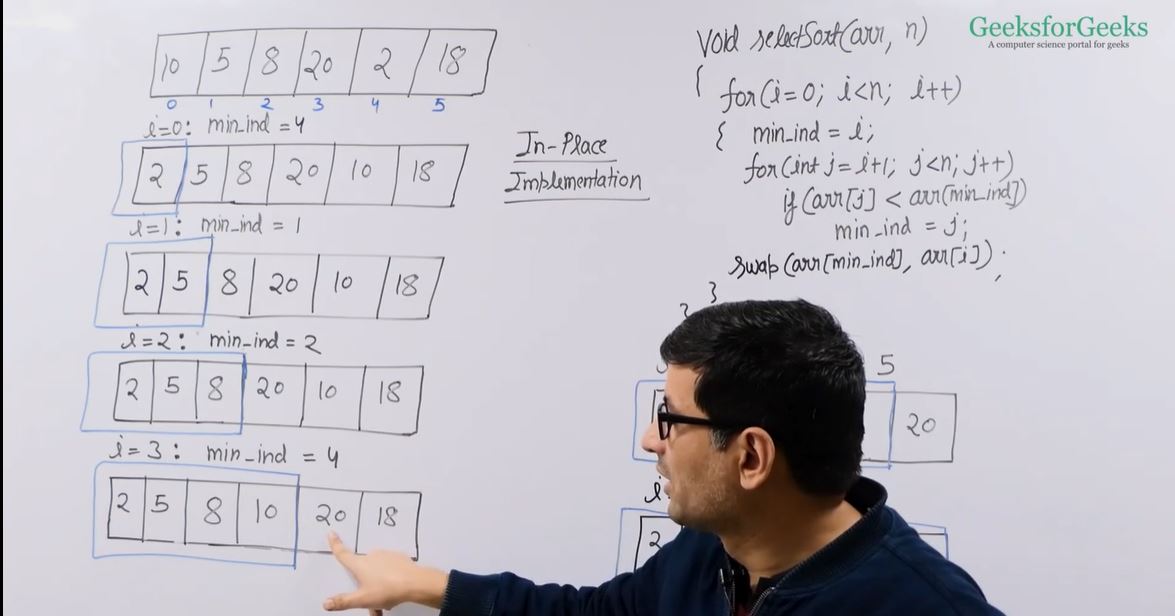 10 5 8 20 2 18
0 1 2 3 4 5
i=0: min_ind = 4
2 5 8 20 10 18
i=1: min_ind = 1
2 5 8 20 10 18
i=2: min_ind = 2
2 5 8 20 10 18
i=3: min_ind = 4
2 5 8 10 20 18
In-Place
Implementation
GeeksforGeeks
A computer science portal for geeks
void selectSort(arr, n)
{ for(i=0; i<n; i++)
{ min_ind = i;
for(int j=i+1; j<n; j++)
if(arr[j] < arr[min_ind])
min_ind = j;
swap(arr[min_ind], arr[i]);
}
}
5
20
2